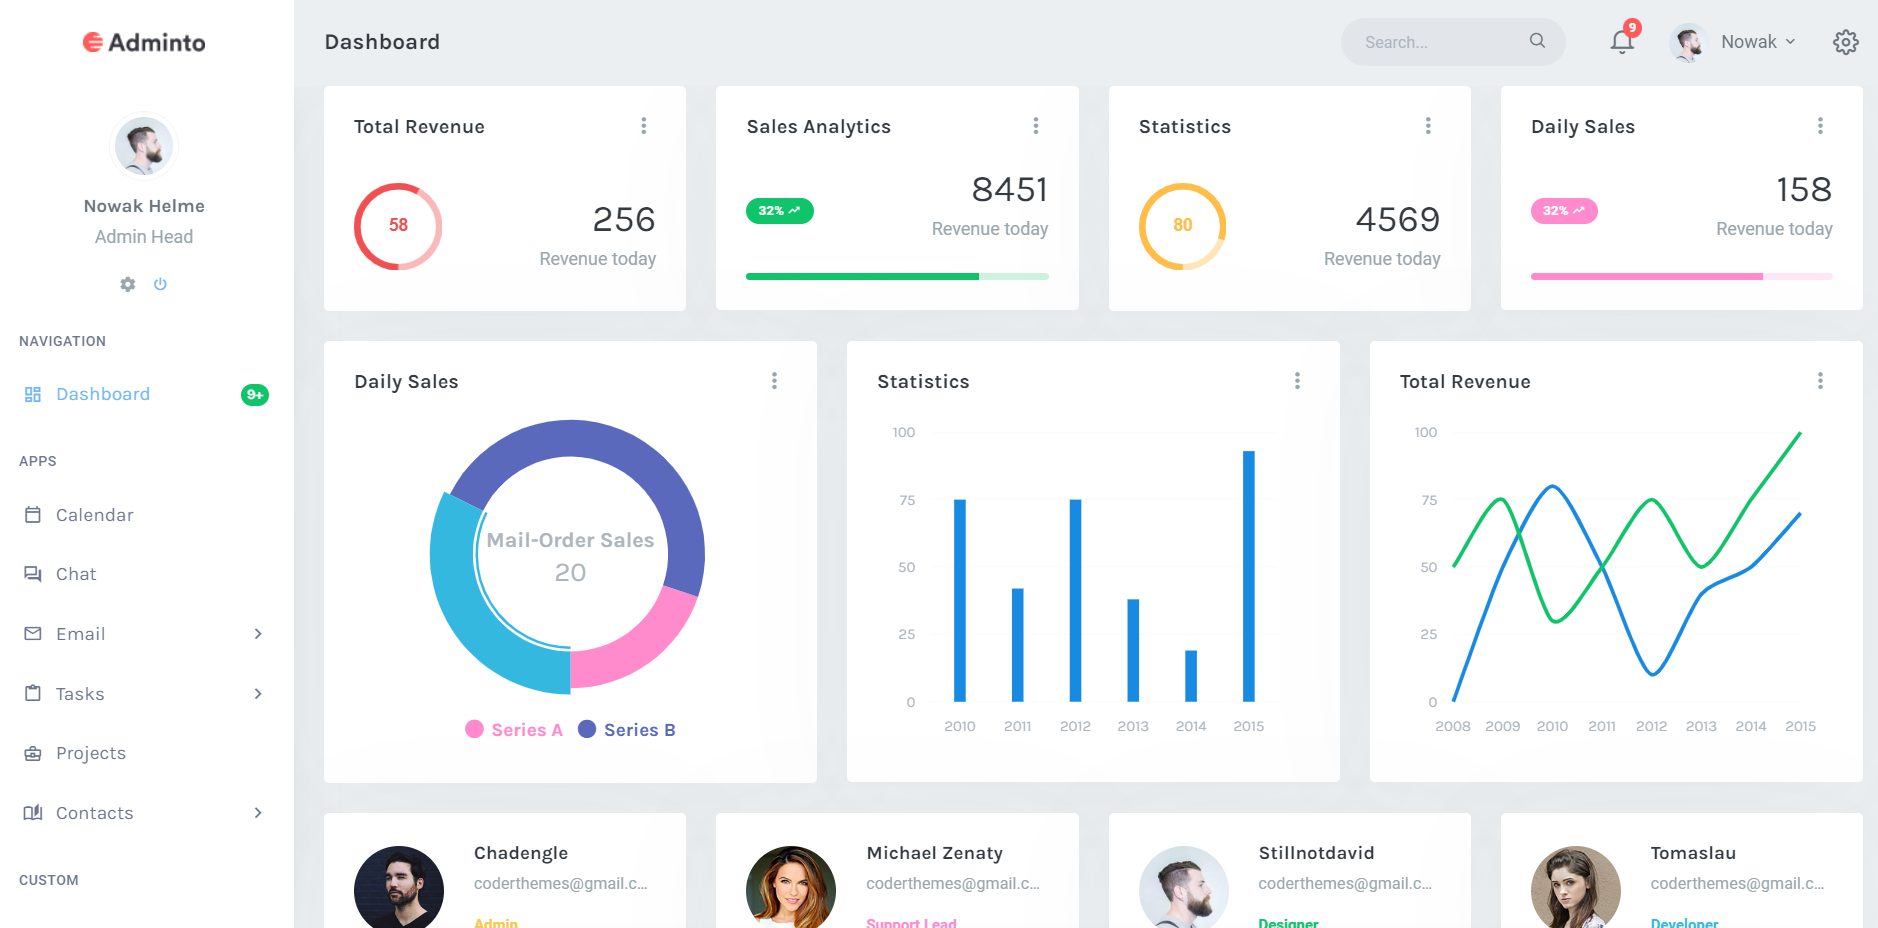 Adminto
Nowak Helme
Admin Head
NAVIGATION
Dashboard 9+
APPS
Calendar
Chat
Email
Tasks
Projects
Contacts
CUSTOM
Dashboard
Search...
9
Nowak
Total Revenue
58
256
Revenue today
Sales Analytics
32%
8451
Revenue today
Statistics
80
4569
Revenue today
Daily Sales
32%
158
Revenue today
Daily Sales
Mail-Order Sales
20
Series A Series B
Statistics
100
75
50
25
0
2010 2011 2012 2013 2014 2015
Total Revenue
100
75
50
25
0
2008 2009 2010 2011 2012 2013 2014 2015
Chadengle
coderthemes@gmail.c...
Admin
Michael Zenaty
coderthemes@gmail.c...
Support Lead
Stillnotdavid
coderthemes@gmail.c...
Designer
Tomaslau
coderthemes@gmail.c...
Developer